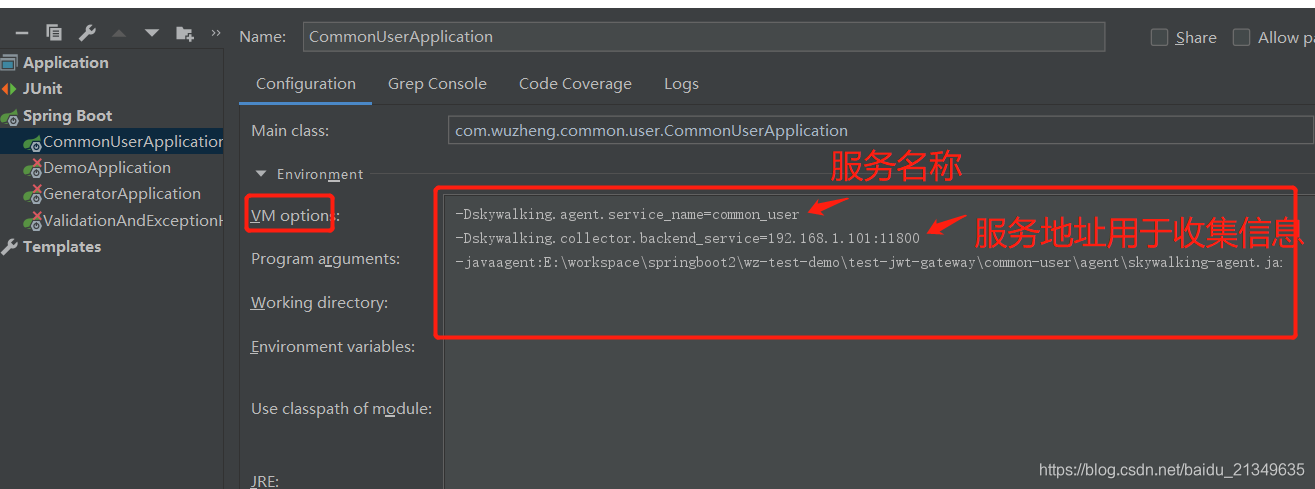 Name: CommonUserApplication Share Allow pa
Application
JUnit
Spring Boot
CommonUserApplication
DemoApplication
GeneratorApplication
ValidationAndExceptionH
Templates
Configuration Grep Console Code Coverage Logs
Main class: com.wuzheng.common.user.CommonUserApplication
服务名称
Environment
VM options: -Dskywalking.agent.service_name=common_user
-Dskywalking.collector.backend_service=192.168.1.101:11800
服务地址用于收集信息
-javaagent:E:\workspace\springboot2\wz-test-demo\test-jwt-gateway\common-user\agent\skywalking-agent.ja
Program arguments:
Working directory:
Environment variables:
Use classpath of module:
JRE:
https://blog.csdn.net/baidu_21349635